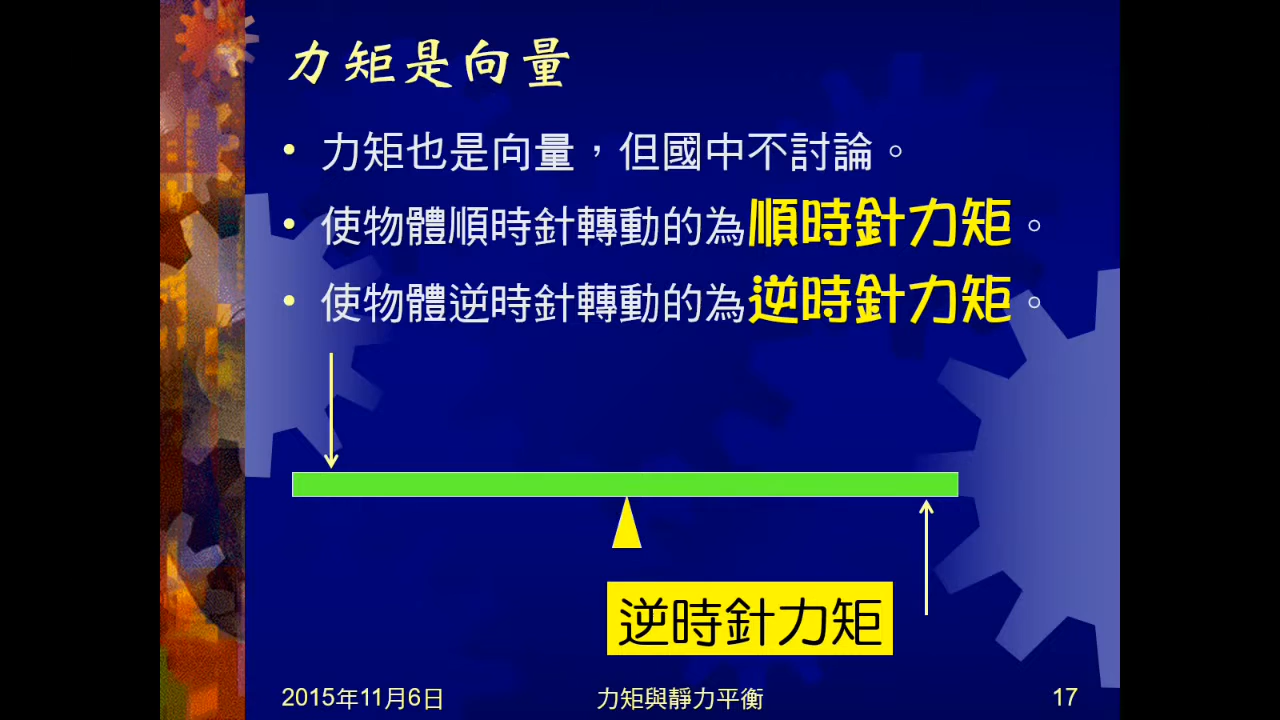 力矩是向量
• 力矩也是向量，但國中不討論。
• 使物體順時針轉動的為順時針力矩。
• 使物體逆時針轉動的為逆時針力矩。
逆時針力矩
2015年11月6日
力矩與靜力平衡
17